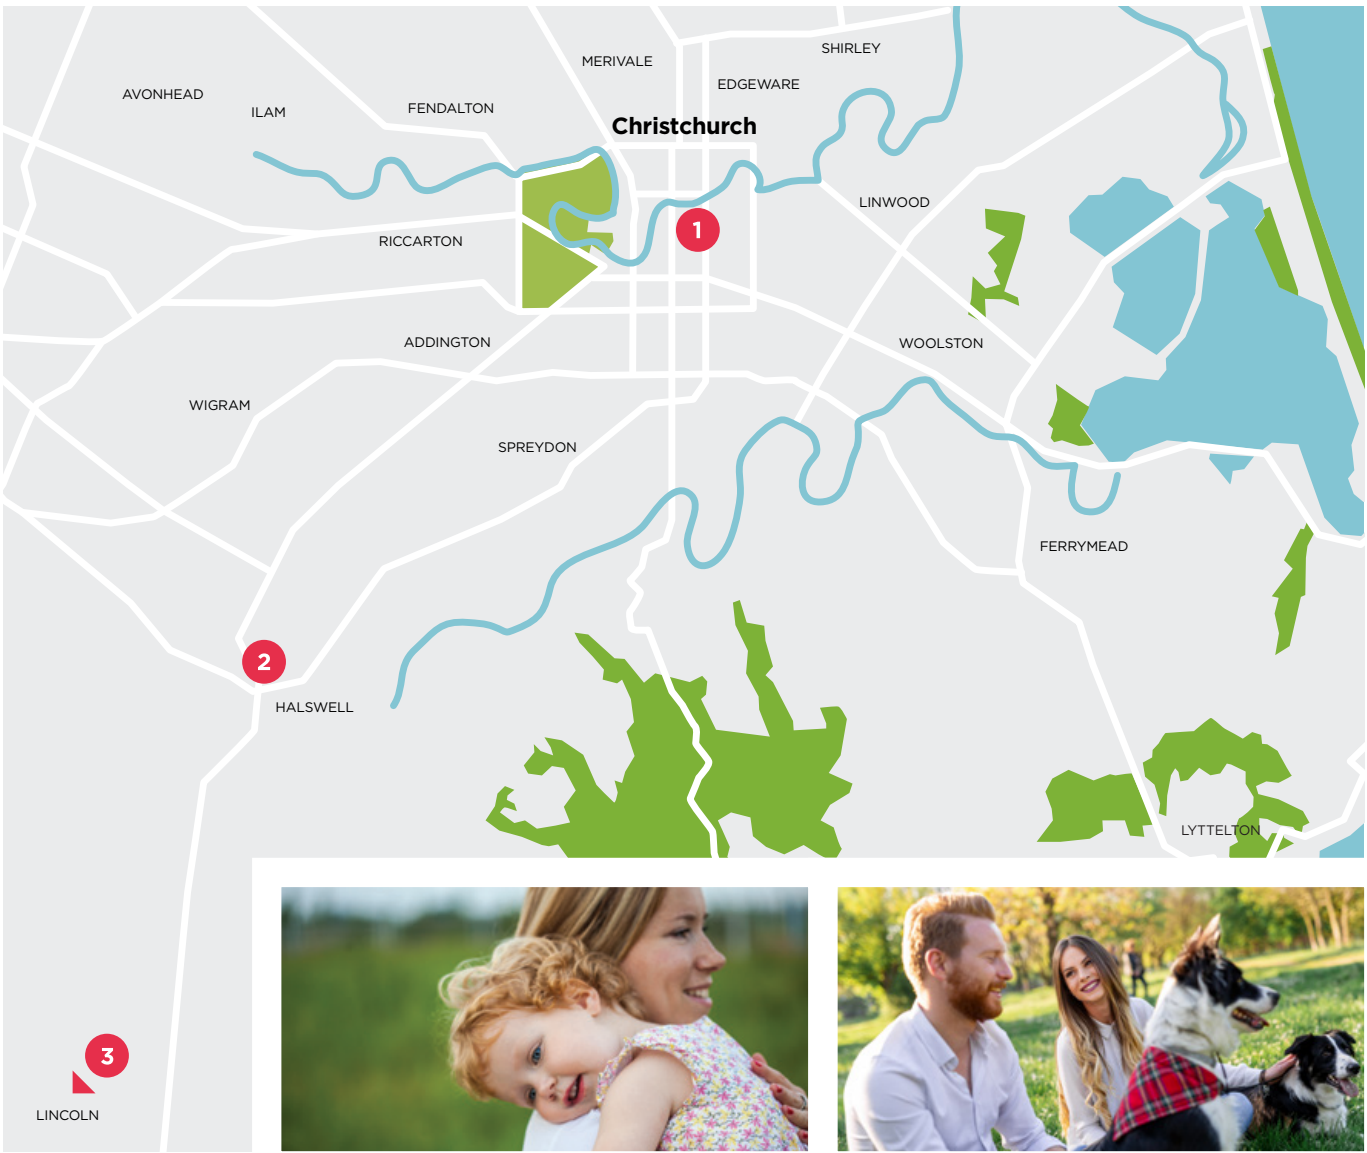 SHIRLEY
MERIVALE
EDGEWARE
AVONHEAD
FENDALTON
ILAM
Christchurch
LINWOOD
1
RICCARTON
ADDINGTON
WOOLSTON
WIGRAM
SPREYDON
FERRYMEAD
2
HALSWELL
LYTTELTON
3
LINCOLN